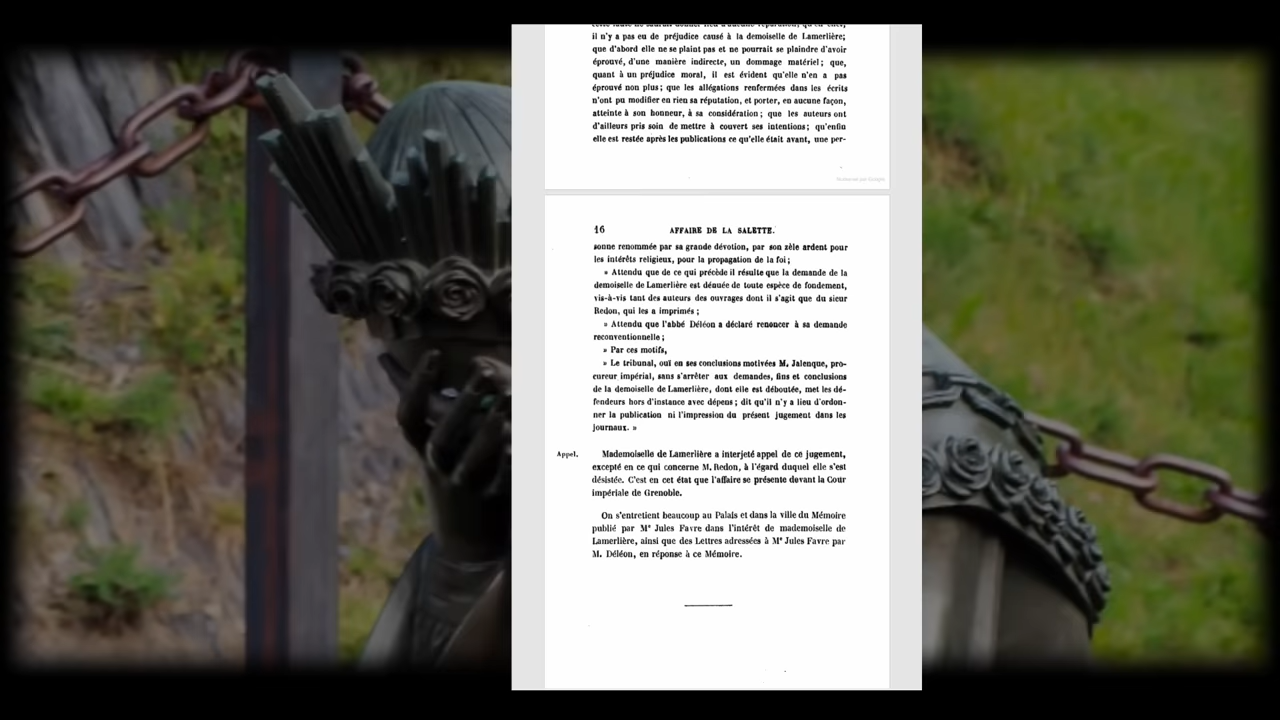 il n'y a pas eu de préjudice causé à la demoiselle de Lamerlière;
que d'abord elle ne se plaint pas et ne pourrait se plaindre d'avoir
éprouvé, d'une manière indirecte, un dommage matériel; que,
quant à un préjudice moral, il est évident qu'elle n'en a pas
éprouvé non plus; que les allégations renfermées dans les écrits
n'ont pu modifier en rien sa réputation, et porter, en aucune façon,
atteinte à son honneur, à sa considération; que les auteurs ont
d'ailleurs pris soin de mettre à couvert ses intentions; qu'enfin
elle est restée après les publications ce qu'elle était avant, une per-
16 AFFAIRE DE LA SALETTE.
sonne renommée par sa grande dévotion, par son zèle ardent pour
les intérêts religieux, pour la propagation de la foi;
» Attendu que de ce qui précède il résulte que la demande de la
demoiselle de Lamerlière est dénuée de toute espèce de fondement,
vis-à-vis tant des auteurs des ouvrages dont il s'agit que du sieur
Redon, qui les a imprimés;
» Attendu que l'abbé Déléon a déclaré renoncer à sa demande
reconventionelle;
» Par ces motifs,
» Le tribunal, ouï en ses conclusions motivées M. Jalenque, pro-
cureur impérial, sans s'arrêter aux demandes, fins et conclusions
de la demoiselle de Lamerlière, dont elle est déboutée, met les dé-
fendeurs hors d'instance avec dépens; dit qu'il n'y a lieu d'ordon-
ner la publication ni l'impression du présent jugement dans les
journaux. »
Appel. Mademoiselle de Lamerlière a interjeté appel de ce jugement,
excepté en ce qui concerne M. Redon, à l'égard duquel elle s'est
désistée. C'est en cet état que l'affaire se présente devant la Cour
impériale de Grenoble.
On s'entretient beaucoup au Palais et dans la ville du Mémoire
publié par Me Jules Favre dans l'intérêt de mademoiselle de
Lamerlière, ainsi que des Lettres adressées à Me Jules Favre par
M. Déléon, en réponse à ce Mémoire.